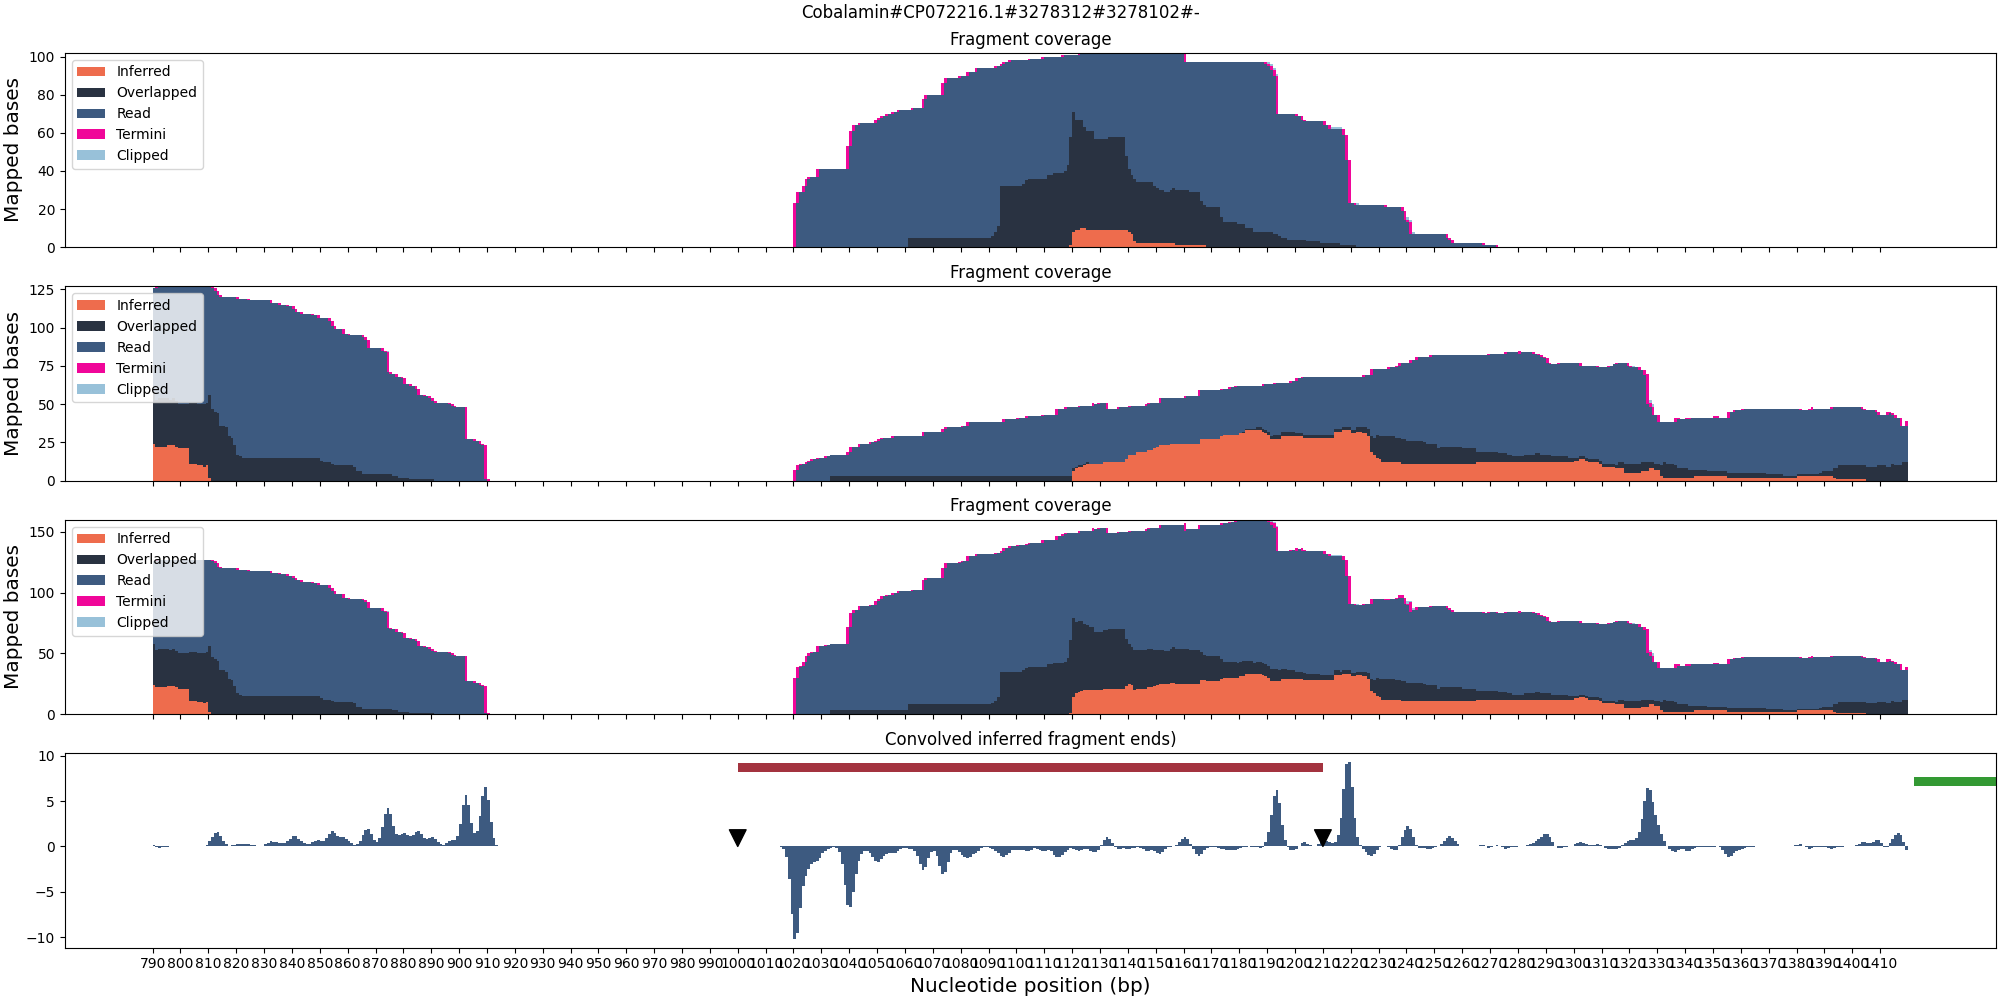 Cobalamin#CP072216.1#3278312#3278102#-
Fragment coverage
Mapped bases
100
80
60
40
20
0
Inferred
Overlapped
Read
Termini
Clipped
Fragment coverage
Mapped bases
125
100
75
50
25
0
Inferred
Overlapped
Read
Termini
Clipped
Fragment coverage
Mapped bases
150
100
50
0
Inferred
Overlapped
Read
Termini
Clipped
Convolved inferred fragment ends)
10
5
0
−5
−10
790 800 810 820 830 840 850 860 870 880 890 900 910 920 930 940 950 960 970 980 990 1000 1010 1020 1030 1040 1050 1060 1070 1080 1090 1100 1110 1120 1130 1140 1150 1160 1170 1180 1190 1200 1210 1220 1230 1240 1250 1260 1270 1280 1290 1300 1310 1320 1330 1340 1350 1360 1370 1380 1390 1400 1410
Nucleotide position (bp)